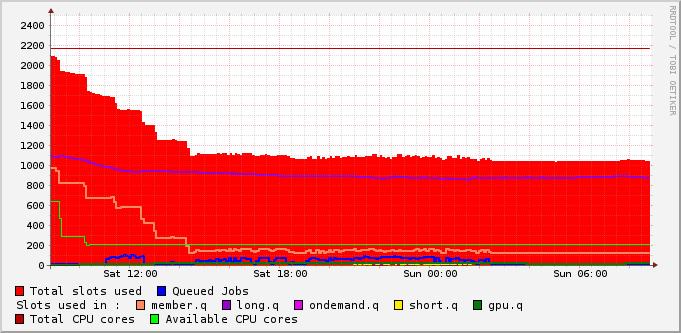 2400
2200
2000
1800
1600
1400
1200
1000
800
600
400
200
0
Sat 12:00 Sat 18:00 Sun 00:00 Sun 06:00
RRDTOOL / TOBI OETIKER
Total slots used Queued Jobs
Slots used in : member.q long.q ondemand.q short.q gpu.q
Total CPU cores Available CPU cores